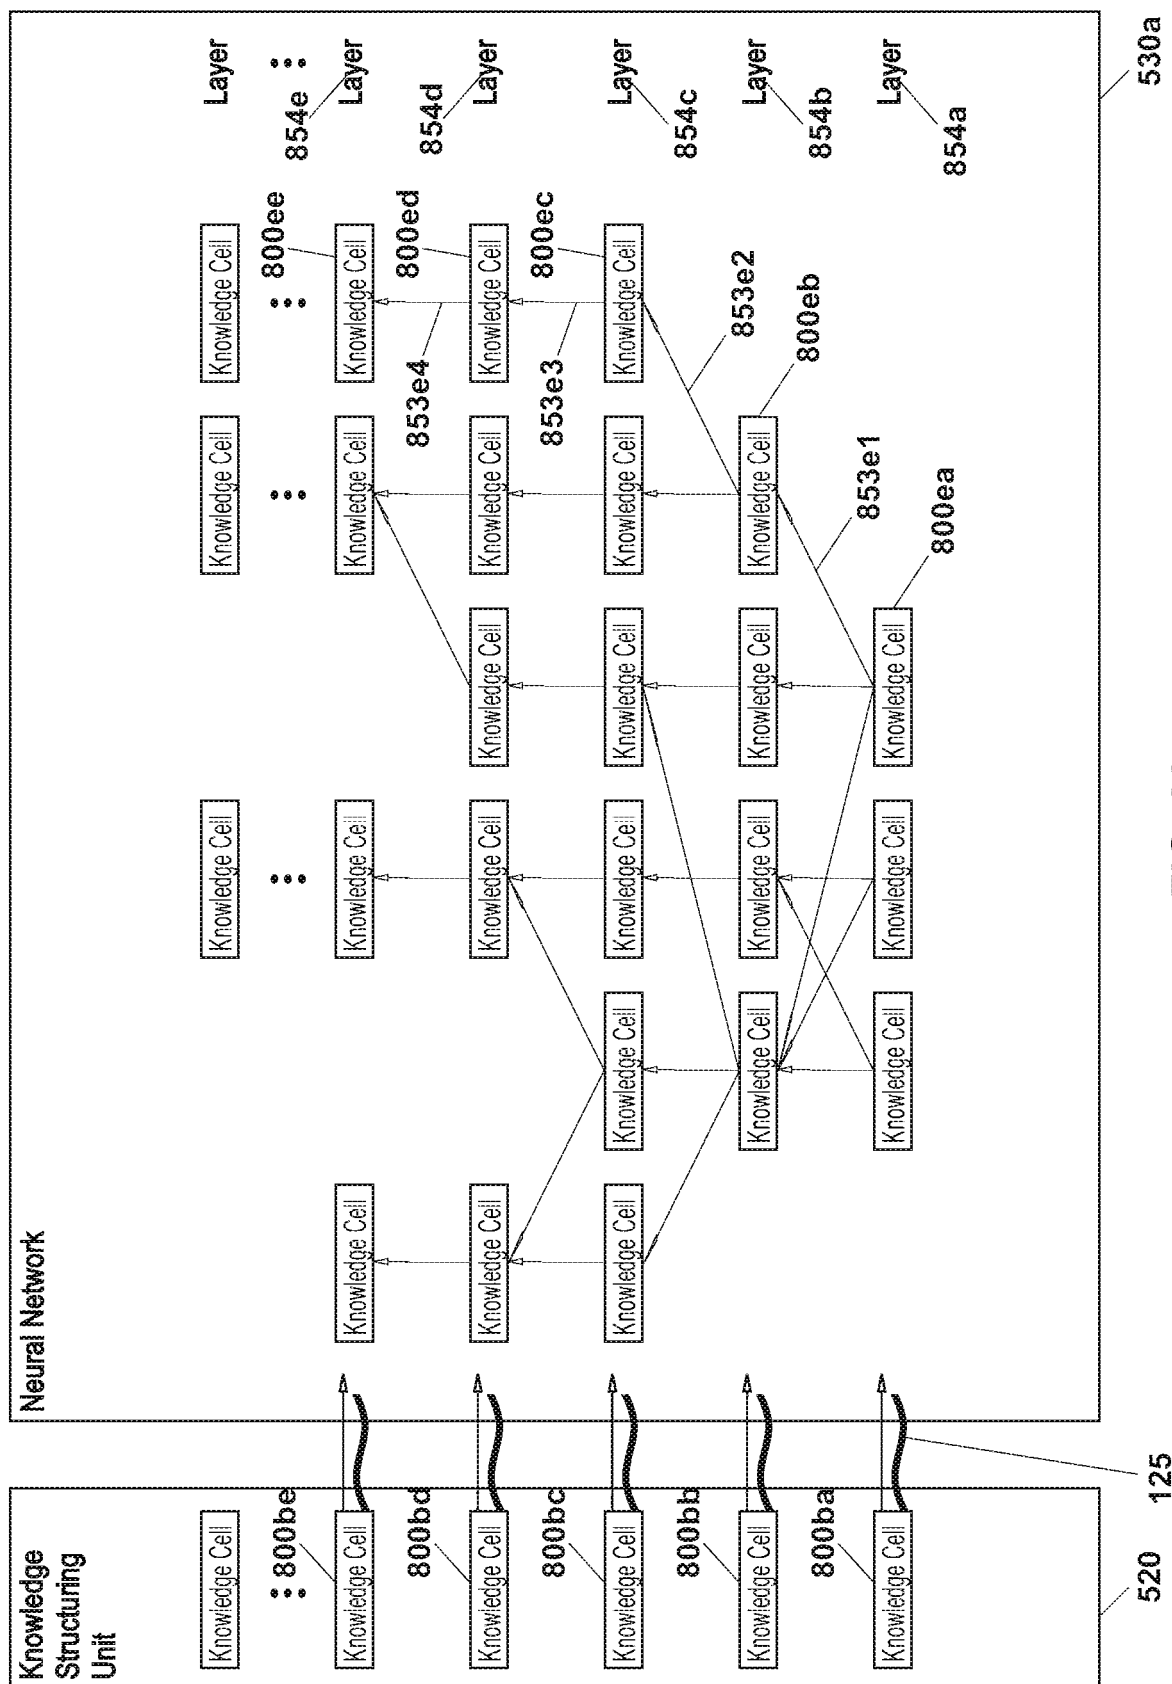 Knowledge
Structuring
Unit
Neural Network
Knowledge Cell
Knowledge Cell
Knowledge Cell
Knowledge Cell
Layer
800be
800ee
854e
Knowledge Cell
Knowledge Cell
Knowledge Cell
Knowledge Cell
Knowledge Cell
Layer
800bd
853e4
800ed
854d
Knowledge Cell
Knowledge Cell
Knowledge Cell
Knowledge Cell
Knowledge Cell
Knowledge Cell
Layer
800bc
853e3
800ec
Knowledge Cell
Knowledge Cell
Knowledge Cell
Knowledge Cell
Knowledge Cell
Knowledge Cell
Knowledge Cell
Layer
854c
800bb
853e2
Knowledge Cell
Knowledge Cell
Knowledge Cell
Knowledge Cell
Knowledge Cell
Layer
800eb
854b
800ba
853e1
Knowledge Cell
Knowledge Cell
Knowledge Cell
Knowledge Cell
Layer
800ea
854a
520
125
530a